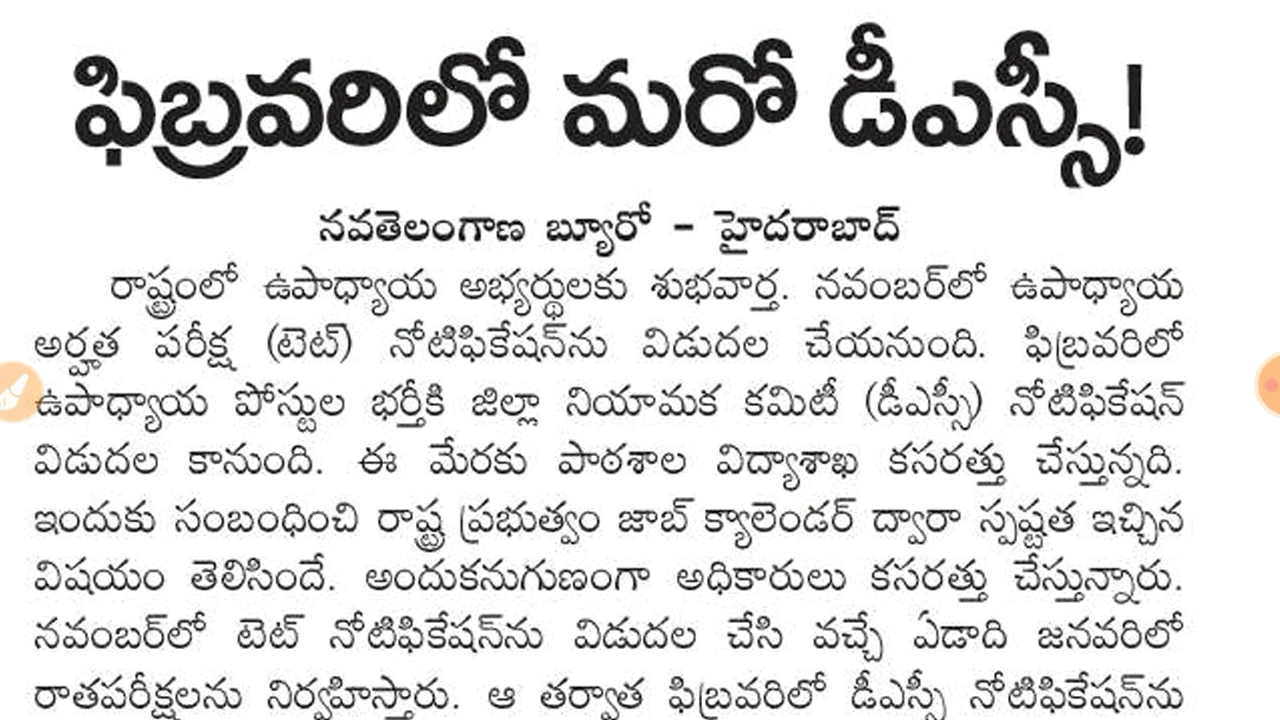 ఫిబ్రవరిలో మరో డీఎస్సీ!
నవతెలంగాణ బ్యూరో - హైదరాబాద్
రాష్ట్రంలో ఉపాధ్యాయ అభ్యర్థులకు శుభవార్త. నవంబర్‌లో ఉపాధ్యాయ
అర్హత పరీక్ష (టెట్) నోటిఫికేషన్‌ను విడుదల చేయనుంది. ఫిబ్రవరిలో
ఉపాధ్యాయ పోస్టుల భర్తీకి జిల్లా నియామక కమిటీ (డీఎస్సీ) నోటిఫికేషన్
విడుదల కానుంది. ఈ మేరకు పాఠశాల విద్యాశాఖ కసరత్తు చేస్తున్నది.
ఇందుకు సంబంధించి రాష్ట్ర ప్రభుత్వం జాబ్ క్యాలెండర్ ద్వారా స్పష్టత ఇచ్చిన
విషయం తెలిసిందే. అందుకనుగుణంగా అధికారులు కసరత్తు చేస్తున్నారు.
నవంబర్‌లో టెట్ నోటిఫికేషన్‌ను విడుదల చేసి వచ్చే ఏడాది జనవరిలో
రాతపరీక్షలను నిర్వహిస్తారు. ఆ తర్వాత ఫిబ్రవరిలో డీఎస్సీ నోటిఫికేషన్‌ను